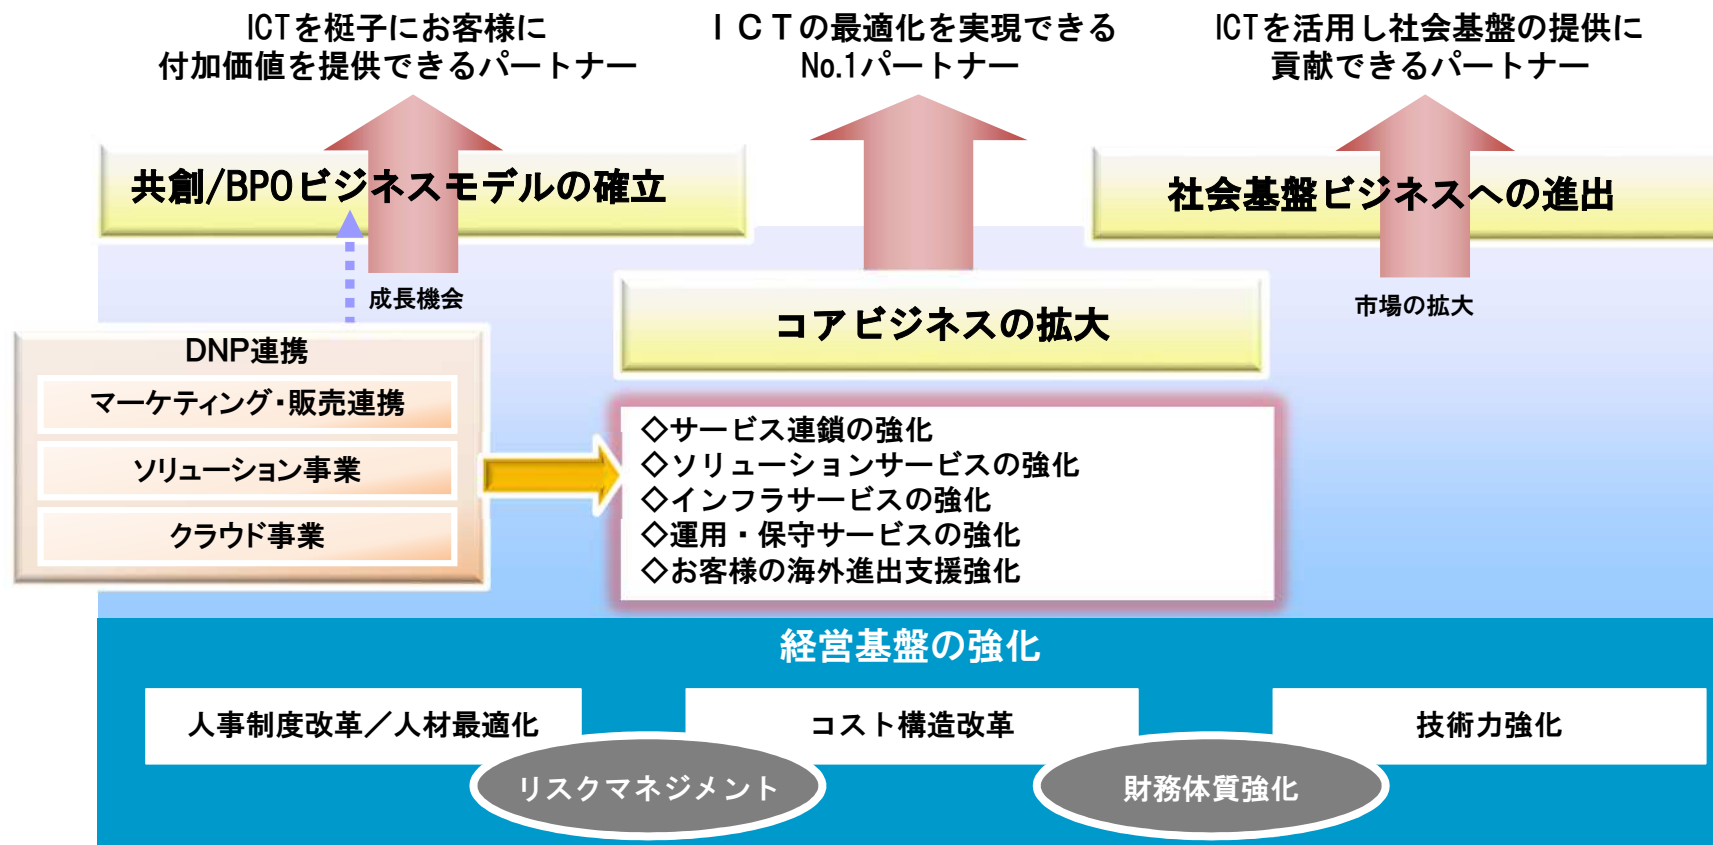 ICTを梃子にお客様に
付加価値を提供できるパートナー
ＩＣＴの最適化を実現できる
No.1パートナー
ICTを活用し社会基盤の提供に
貢献できるパートナー
共創/BPOビジネスモデルの確立
社会基盤ビジネスへの進出
成長機会
コアビジネスの拡大
市場の拡大
DNP連携
マーケティング・販売連携
ソリューション事業
クラウド事業
◇サービス連鎖の強化
◇ソリューションサービスの強化
◇インフラサービスの強化
◇運用・保守サービスの強化
◇お客様の海外進出支援強化
経営基盤の強化
人事制度改革／人材最適化
コスト構造改革
技術力強化
リスクマネジメント
財務体質強化